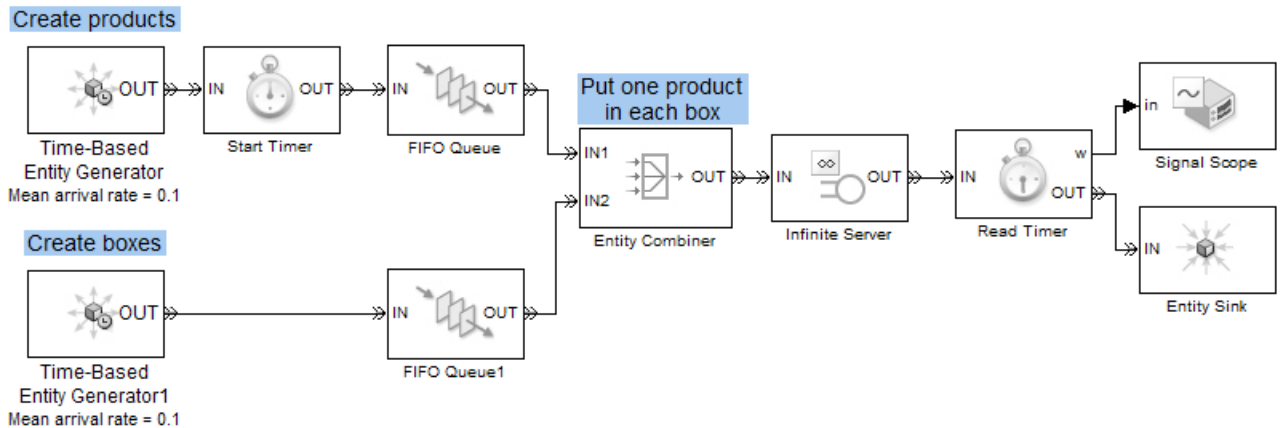 Create products
OUT
IN OUT
IN OUT
Time-Based
Entity Generator
Mean arrival rate = 0.1
Start Timer
FIFO Queue
Put one product
in each box
IN1
IN2
OUT
Entity Combiner
IN ∞ OUT
Infinite Server
IN
w
OUT
Read Timer
in
Signal Scope
IN
Entity Sink
Create boxes
OUT
IN OUT
Time-Based
Entity Generator1
Mean arrival rate = 0.1
FIFO Queue1